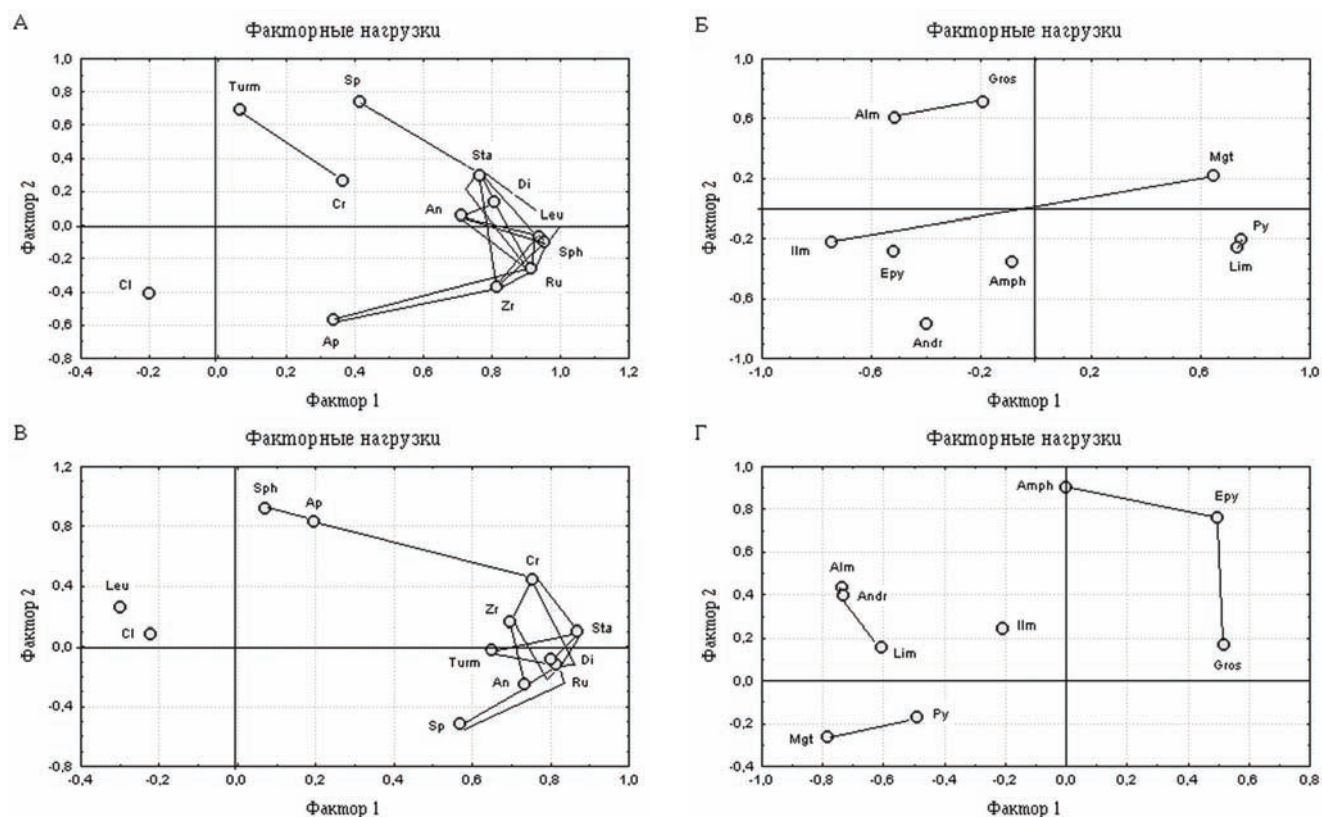 А
Факторные нагрузки
1,0
0,8
0,6
0,4
0,2
0,0
-0,2
-0,4
-0,6
-0,8
Фактор 2
Turm
Sp
Sta
Di
Cr
An
Leu
Sph
Cl
Ru
Zr
Ap
-0,4 -0,2 0,0 0,2 0,4 0,6 0,8 1,0 1,2
Фактор 1
Б
Факторные нагрузки
1,0
0,6
0,2
-0,2
-0,6
-1,0
Фактор 2
Gros
Alm
Mgt
Py
Ilm
Epy
Amph
Lim
Andr
-1,0 -0,6 -0,2 0,2 0,6 1,0
Фактор 1
В
Факторные нагрузки
1,2
0,8
0,4
0,0
-0,4
-0,8
Фактор 2
Sph
Ap
Cr
Leu
Zr
Cl
Sta
Turm
Di
An
Ru
Sp
-0,4 -0,2 0,0 0,2 0,4 0,6 0,8 1,0
Фактор 1
Г
Факторные нагрузки
1,0
0,8
0,6
0,4
0,2
0,0
-0,2
-0,4
Фактор 2
Amph
Epy
Alm
Andr
Ilm
Lim
Gros
Py
Mgt
-1,0 -0,8 -0,6 -0,4 -0,2 0,0 0,2 0,4 0,6 0,8
Фактор 1